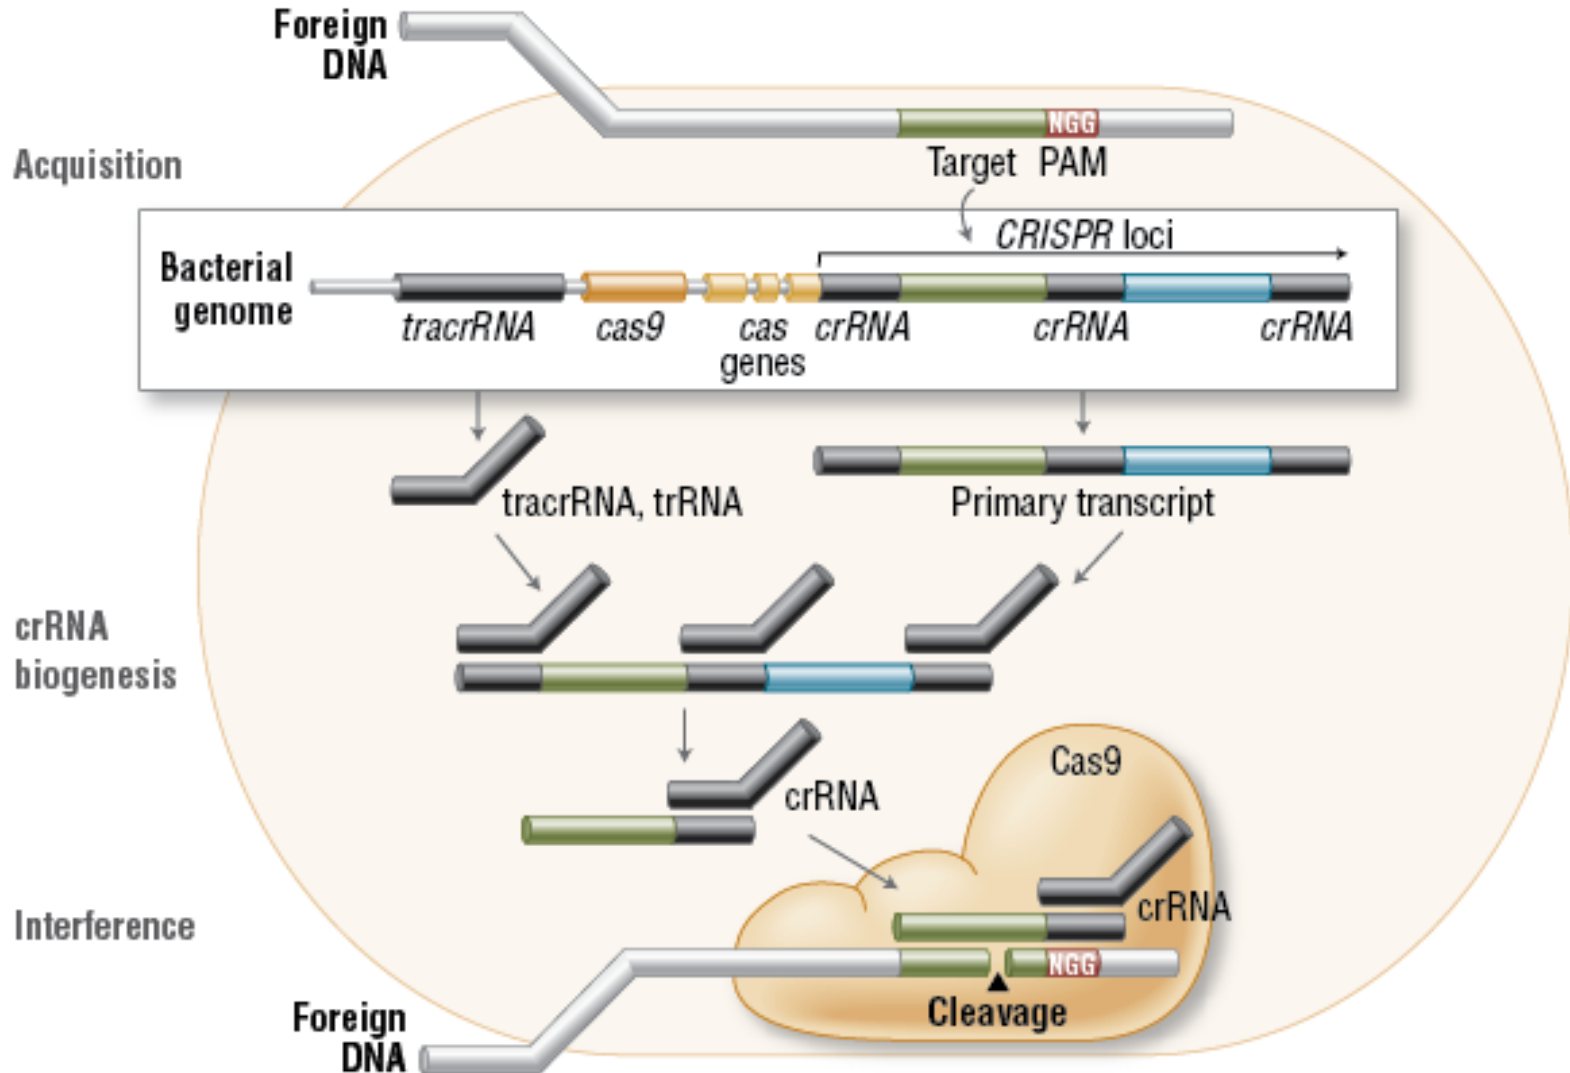 Foreign
DNA
NGG
Target PAM
Acquisition
CRISPR loci
Bacterial
genome
tracrRNA cas9 cas crRNA crRNA crRNA
genes
tracrRNA, trRNA
Primary transcript
crRNA
biogenesis
Cas9
crRNA
crRNA
Interference
NGG
Cleavage
Foreign
DNA